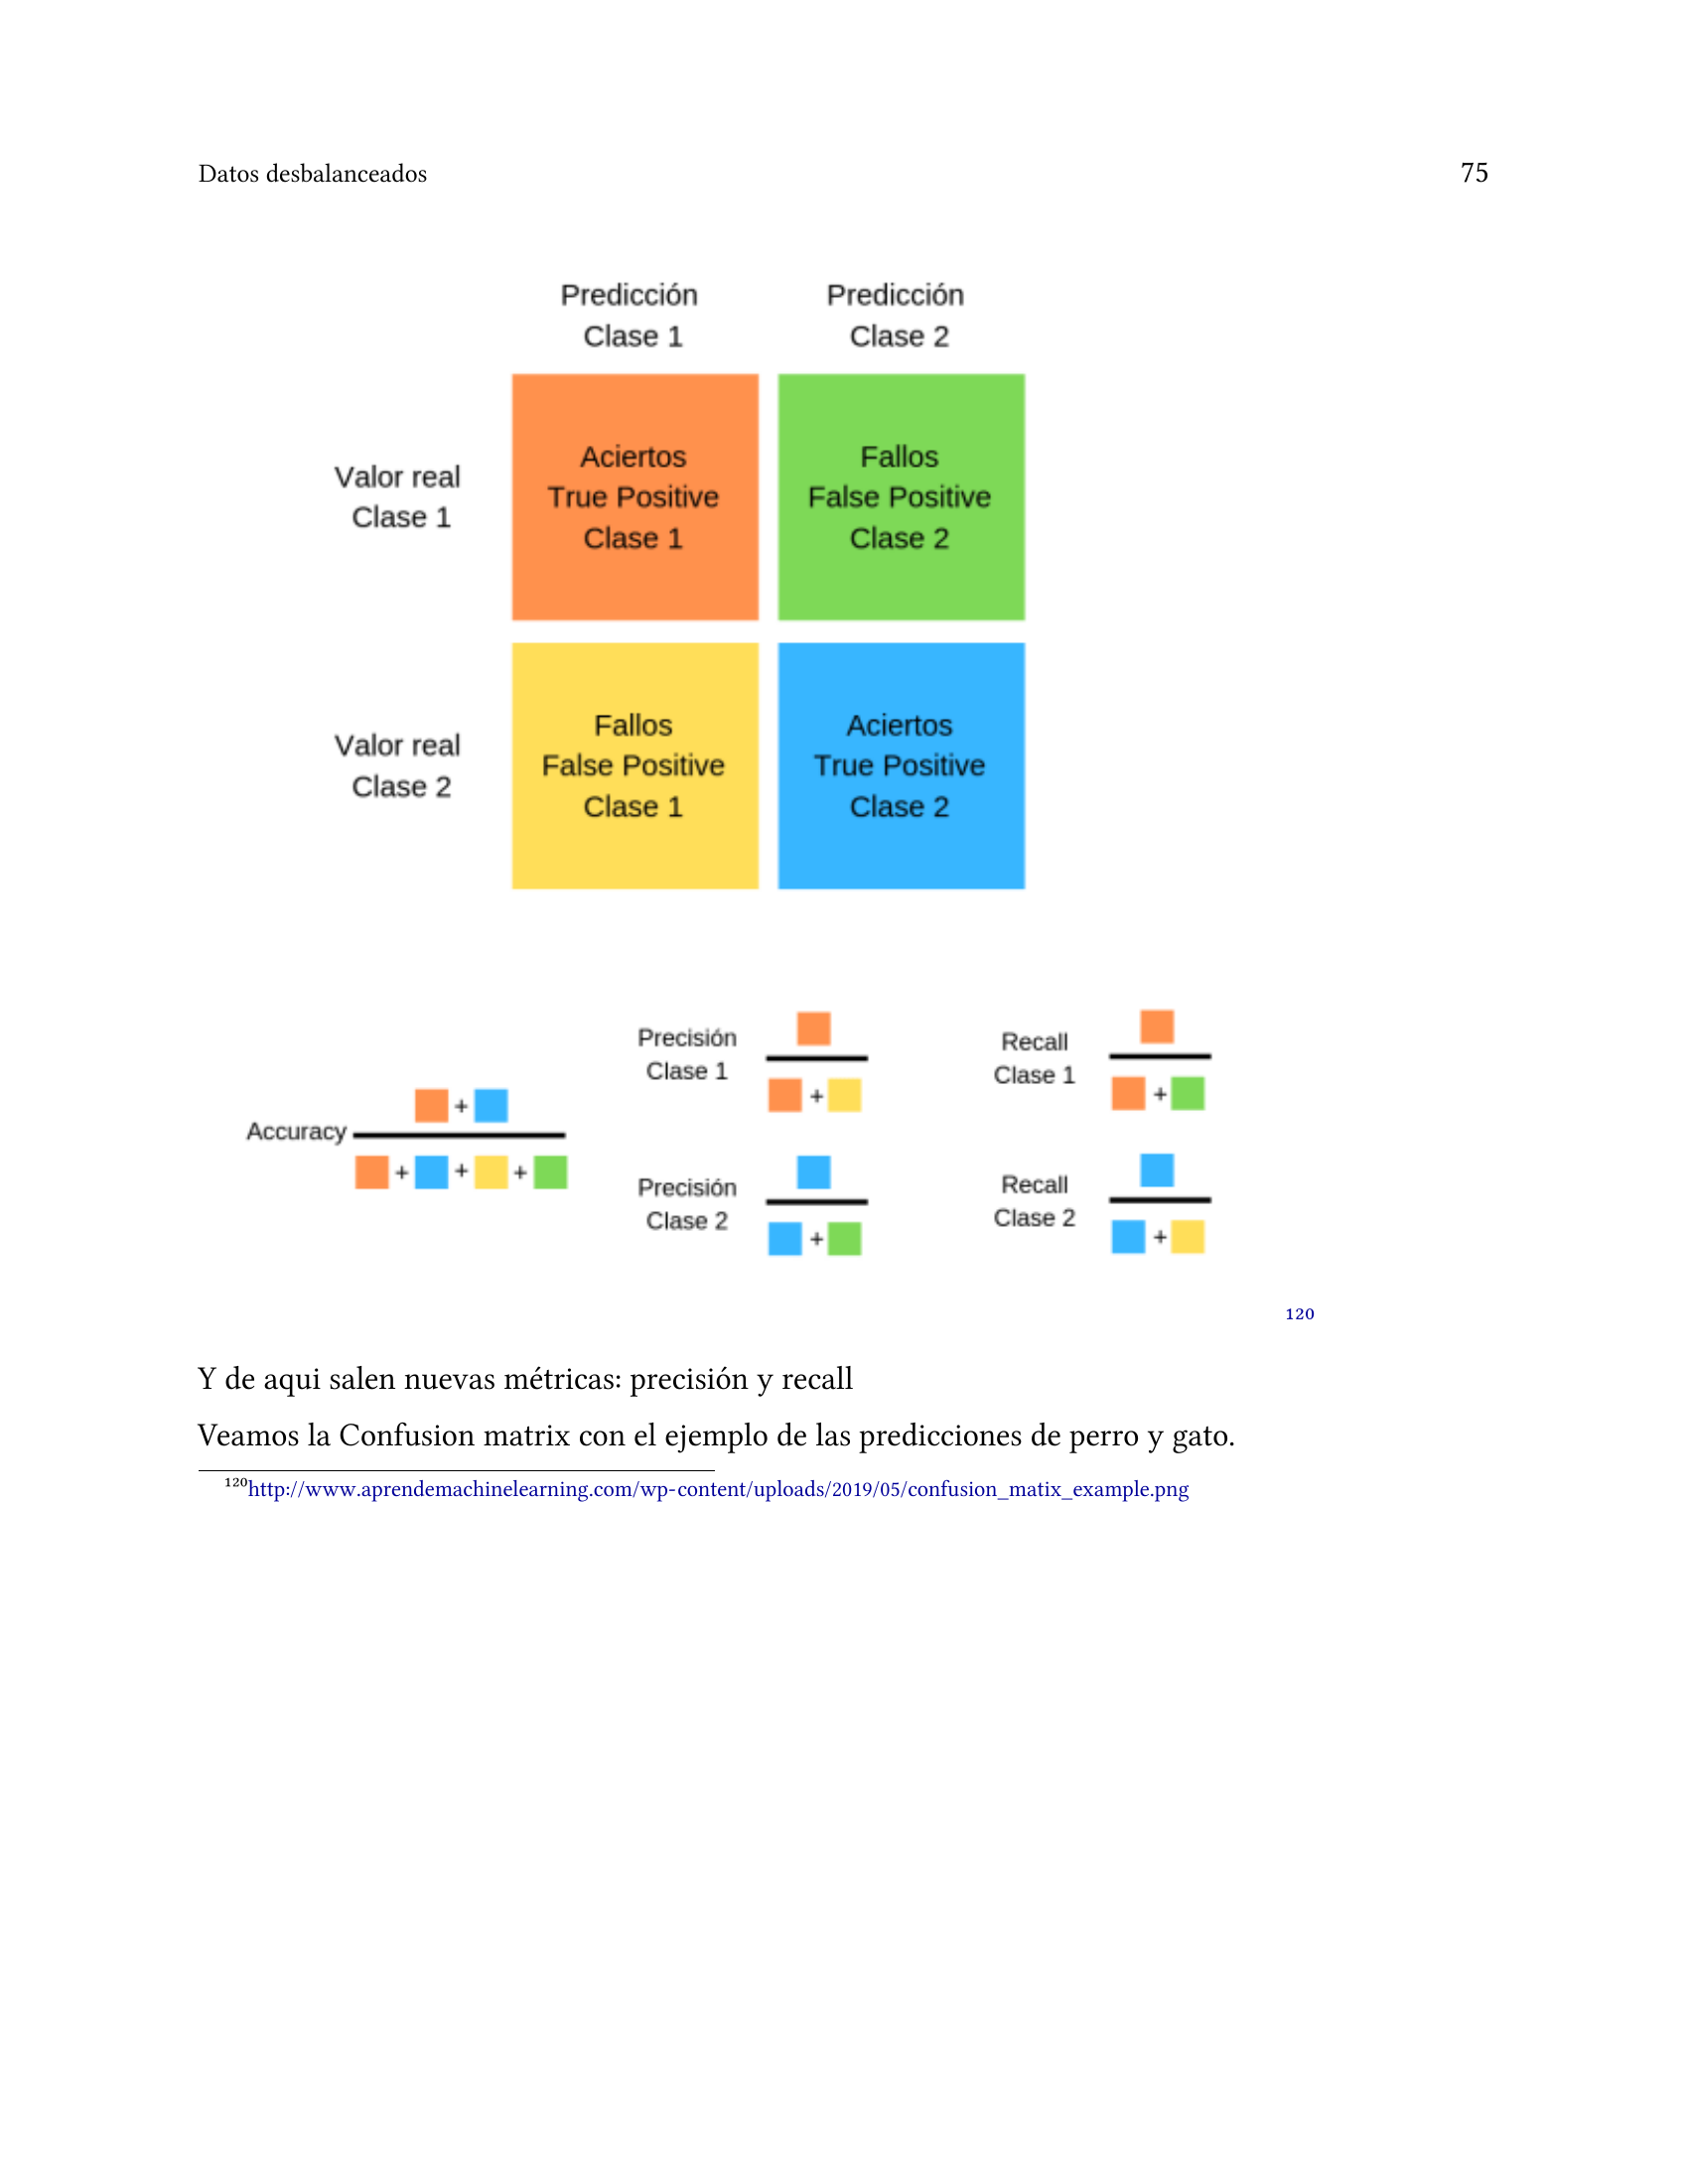 Datos desbalanceados 75
Predicción Predicción
Clase 1 Clase 2
Valor real
Clase 1
Aciertos
True Positive
Clase 1
Fallos
False Positive
Clase 2
Valor real
Clase 2
Fallos
False Positive
Clase 1
Aciertos
True Positive
Clase 2
Accuracy
+
+ + +
Precisión
Clase 1
+
Recall
Clase 1
+
Precisión
Clase 2
+
Recall
Clase 2
+
120
Y de aqui salen nuevas métricas: precisión y recall
Veamos la Confusion matrix con el ejemplo de las predicciones de perro y gato.
120http://www.aprendemachinelearning.com/wp-content/uploads/2019/05/confusion_matix_example.png